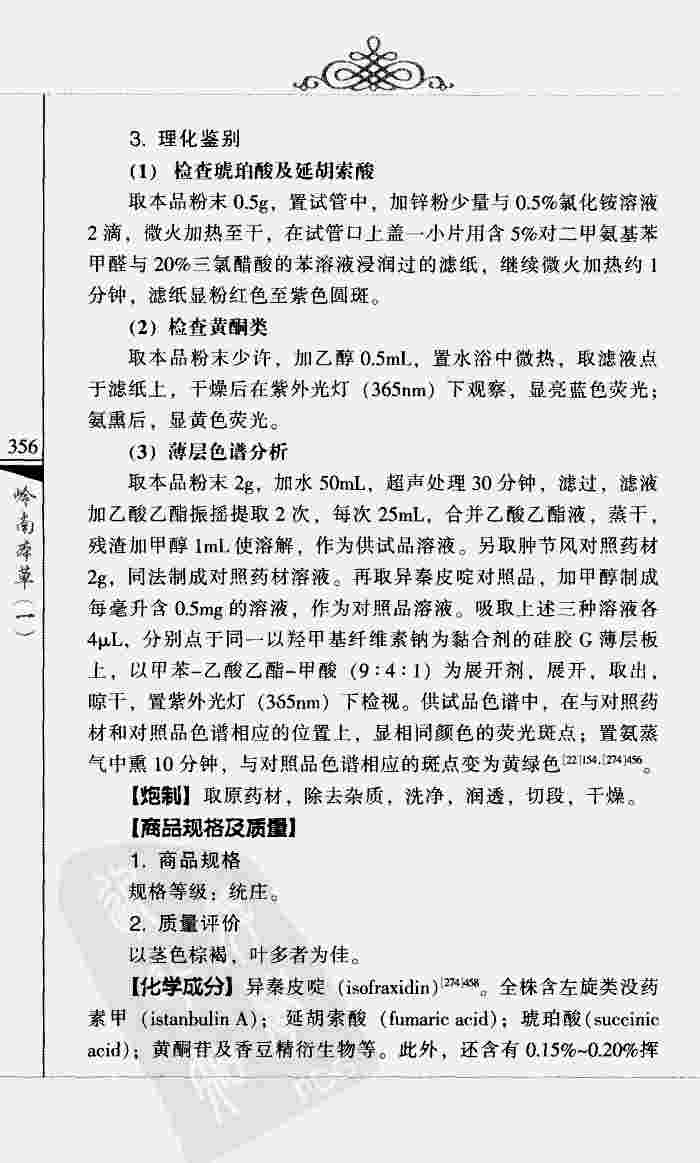 3. 理化鉴别
(1) 检查琥珀酸及延胡索酸
取本品粉末 0.5g，置试管中，加锌粉少量与 0.5%氯化铵溶液
2 滴，微火加热至干，在试管口上盖一小片用含 5%对二甲氨基苯
甲醛与 20%三氯醋酸的苯溶液浸润过的滤纸，继续微火加热约 1
分钟，滤纸显粉红色至紫色圆斑。
(2) 检查黄酮类
取本品粉末少许，加乙醇 0.5mL，置水浴中微热，取滤液点
于滤纸上，干燥后在紫外光灯（365nm）下观察，显亮蓝色荧光；
氨熏后，显黄色荧光。
(3) 薄层色谱分析
取本品粉末 2g，加水 50mL，超声处理 30 分钟，滤过，滤液
加乙酸乙酯振摇提取 2 次，每次 25mL，合并乙酸乙酯液，蒸干，
残渣加甲醇 1mL 使溶解，作为供试品溶液。另取肿节风对照药材
2g，同法制成对照药材溶液。再取异秦皮啶对照品，加甲醇制成
每毫升含 0.5mg 的溶液，作为对照品溶液。吸取上述三种溶液各
4μL，分别点于同一以羟甲基纤维素钠为黏合剂的硅胶 G 薄层板
上，以甲苯-乙酸乙酯-甲酸（9∶4∶1）为展开剂，展开，取出，
晾干，置紫外光灯（365nm）下检视。供试品色谱中，在与对照药
材和对照品色谱相应的位置上，显相同颜色的荧光斑点；置氨蒸
气中熏 10 分钟，与对照品色谱相应的斑点变为黄绿色[22]154,[274]456。
【炮制】取原药材，除去杂质，洗净，润透，切段，干燥。
【商品规格及质量】
1. 商品规格
规格等级：统庄。
2. 质量评价
以茎色棕褐，叶多者为佳。
【化学成分】异秦皮啶（isofraxidin）[274]458。全株含左旋类没药
素甲（istanbulin A）；延胡索酸（fumaric acid）；琥珀酸(succinic
acid)；黄酮苷及香豆精衍生物等。此外，还含有 0.15%~0.20%挥
356
岭南本草（一）